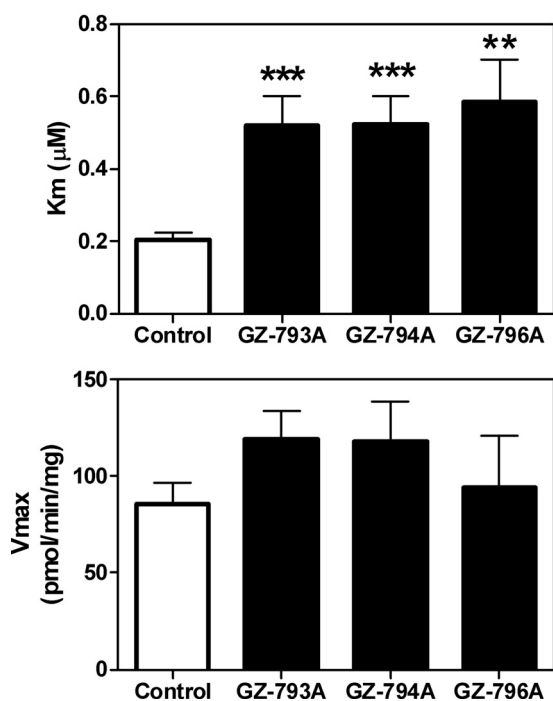 0.8
0.6
0.4
0.2
0.0
Km (μM)
***
***
**
Control GZ-793A GZ-794A GZ-796A
150
100
50
0
Vmax
(pmol/min/mg)
Control GZ-793A GZ-794A GZ-796A